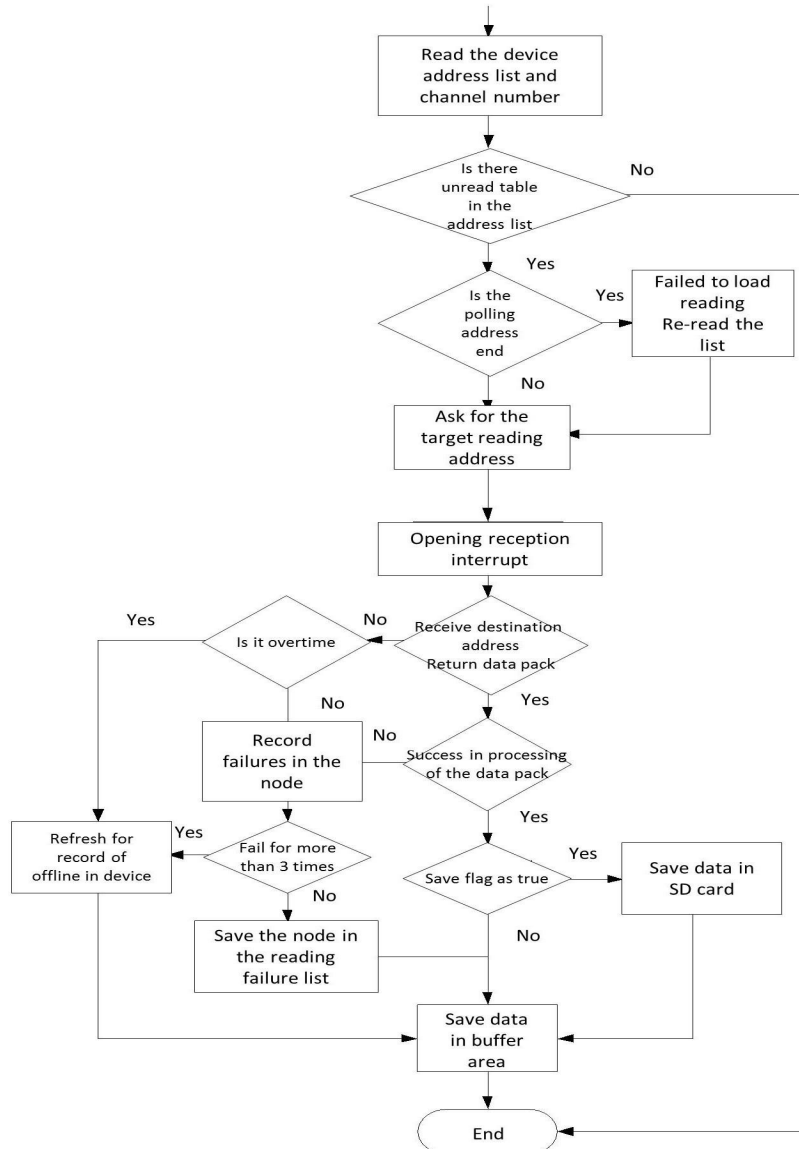 Read the device
address list and
channel number
Is there
unread table
in the
address list
No
Yes
Is the
polling
address
end
Yes
Failed to load
reading
Re-read the
list
No
Ask for the
target reading
address
Opening reception
interrupt
Yes
Is it overtime
No
Receive destination
address
Return data pack
No
Yes
Record
failures in the
node
No
Success in processing
of the data pack
Yes
Refresh for
record of
offline in device
Yes
Fail for more
than 3 times
Save flag as true
Yes
Save data in
SD card
No
Save the node in
the reading
failure list
No
Save data
in buffer
area
End